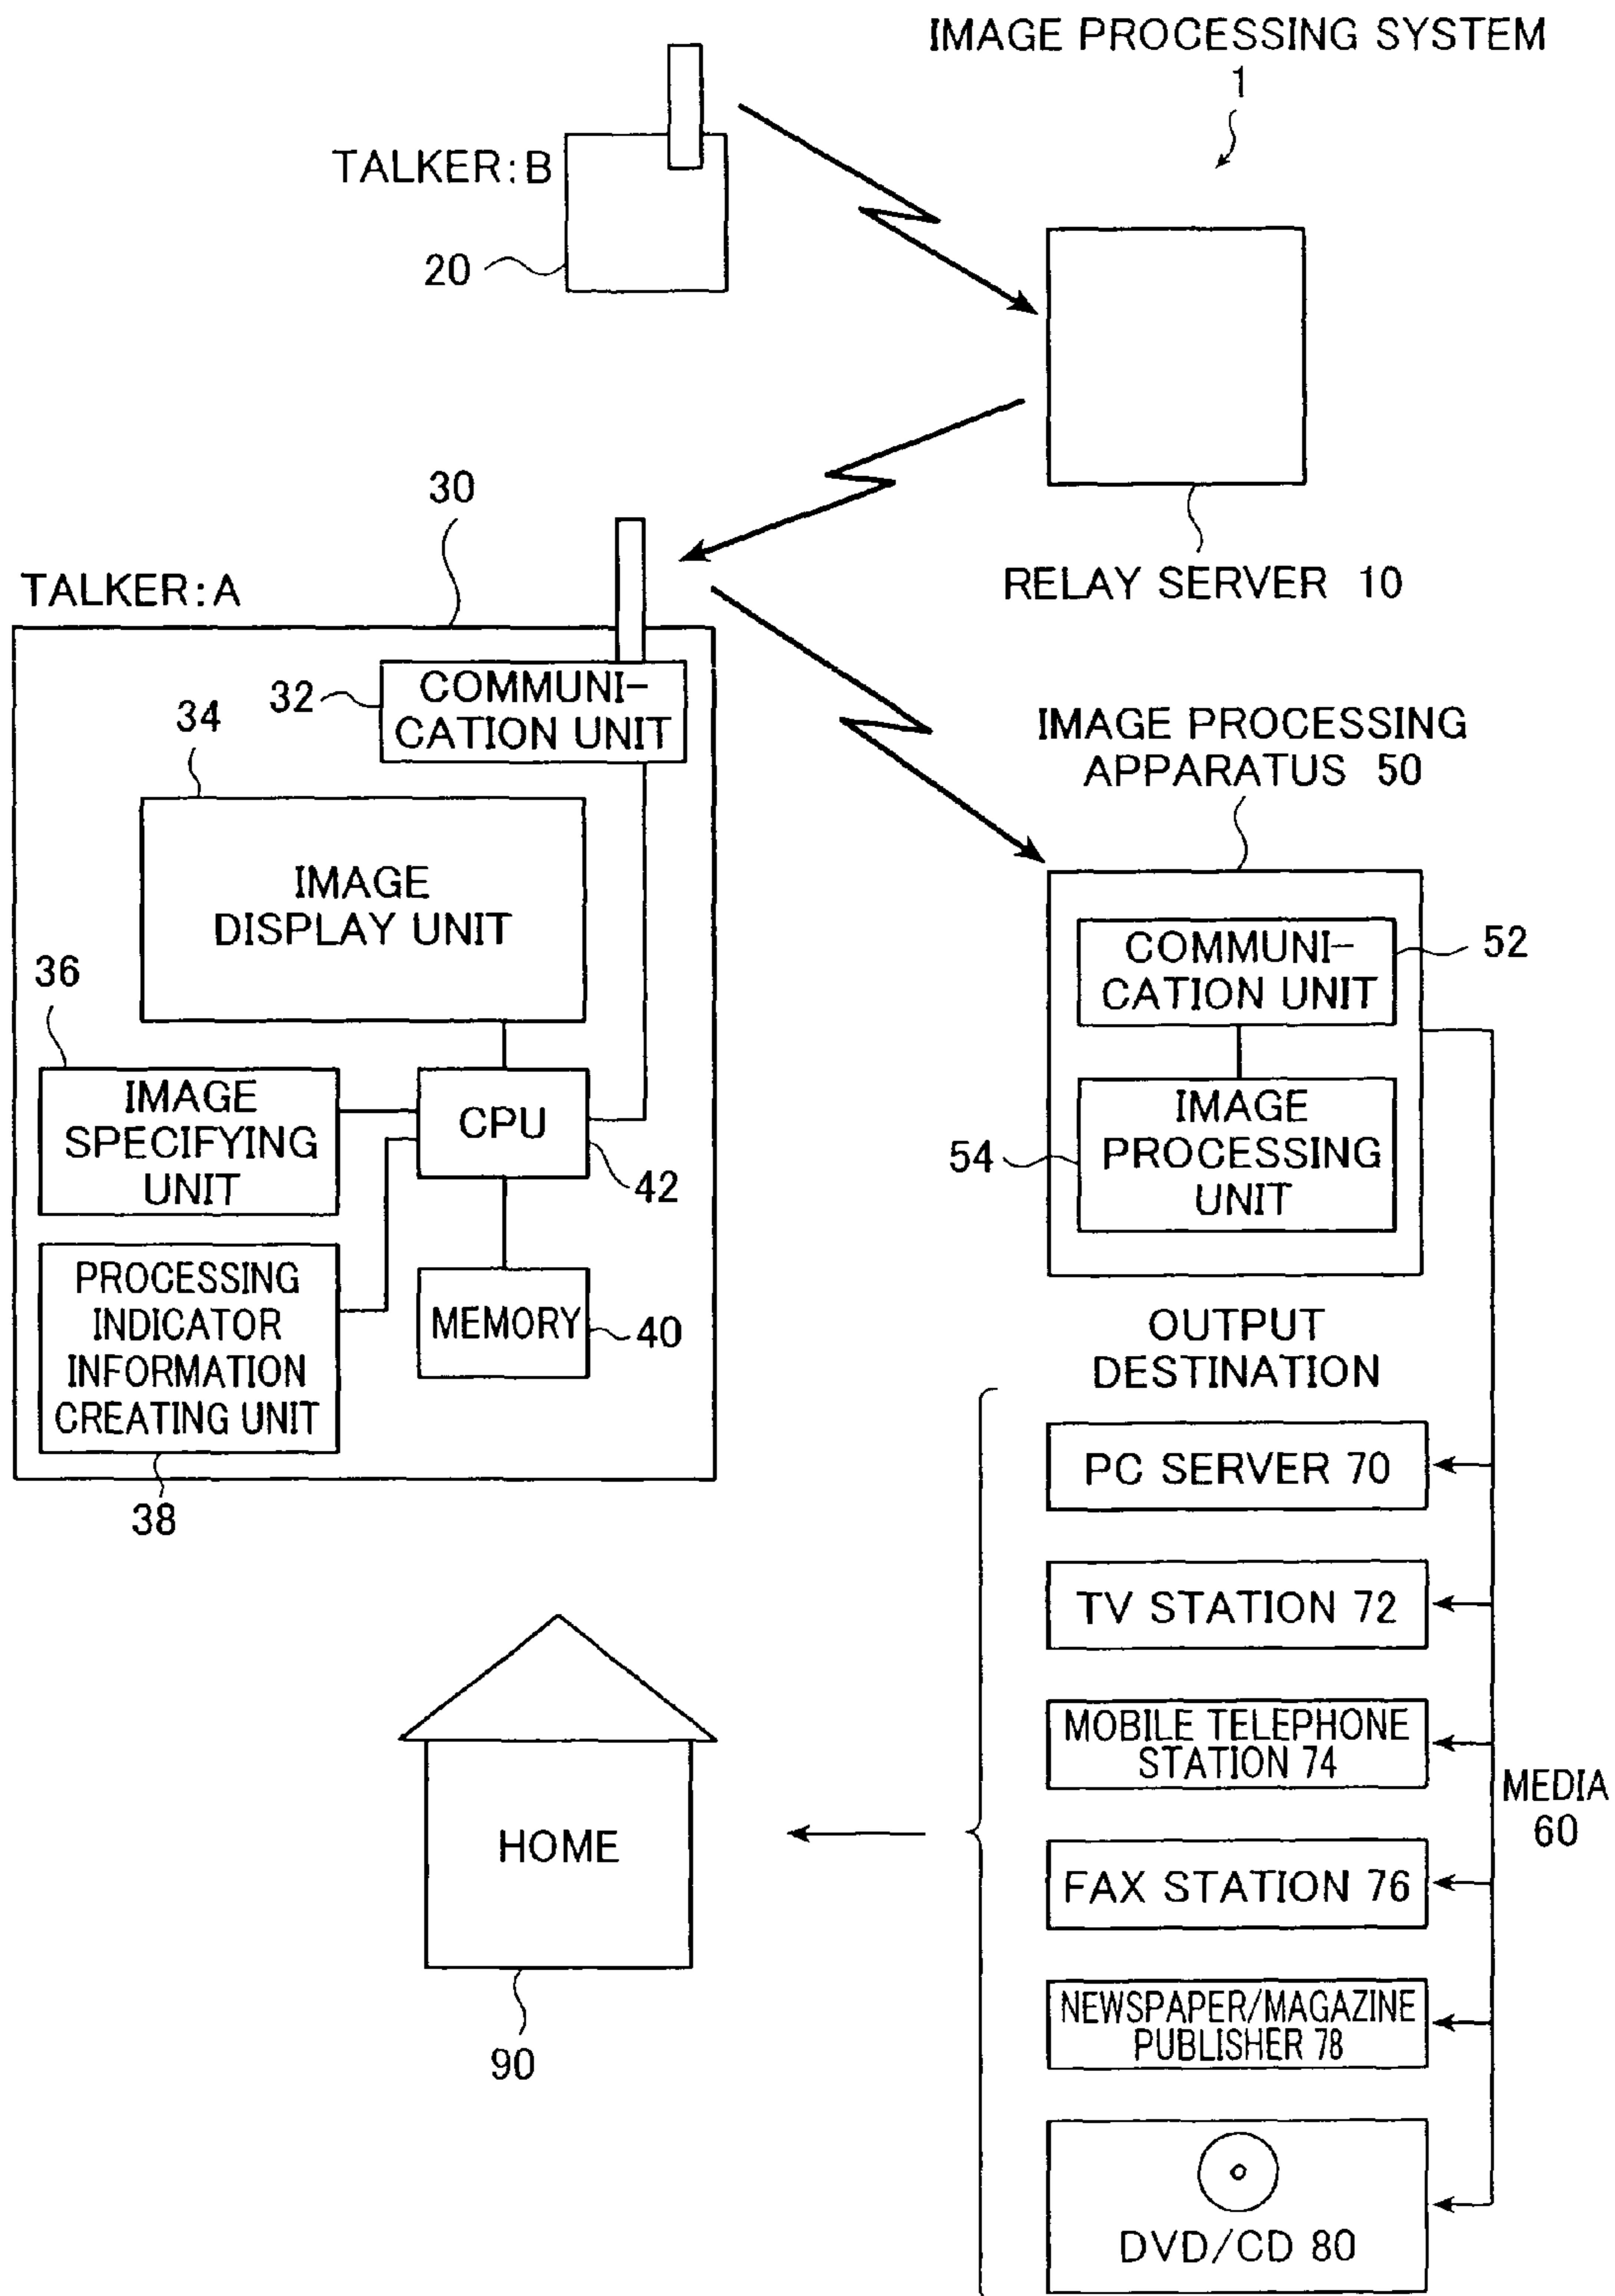 IMAGE PROCESSING SYSTEM
1
TALKER:B
20
30
TALKER:A
RELAY SERVER 10
32
COMMUNI-
CATION UNIT
34
IMAGE PROCESSING
APPARATUS 50
IMAGE
DISPLAY UNIT
COMMUNI-
CATION UNIT
52
36
IMAGE
SPECIFYING
UNIT
CPU
42
54
IMAGE
PROCESSING
UNIT
PROCESSING
INDICATOR
INFORMATION
CREATING UNIT
38
MEMORY
40
OUTPUT
DESTINATION
PC SERVER 70
TV STATION 72
MOBILE TELEPHONE
STATION 74
MEDIA
60
HOME
90
FAX STATION 76
NEWSPAPER/MAGAZINE
PUBLISHER 78
DVD/CD 80